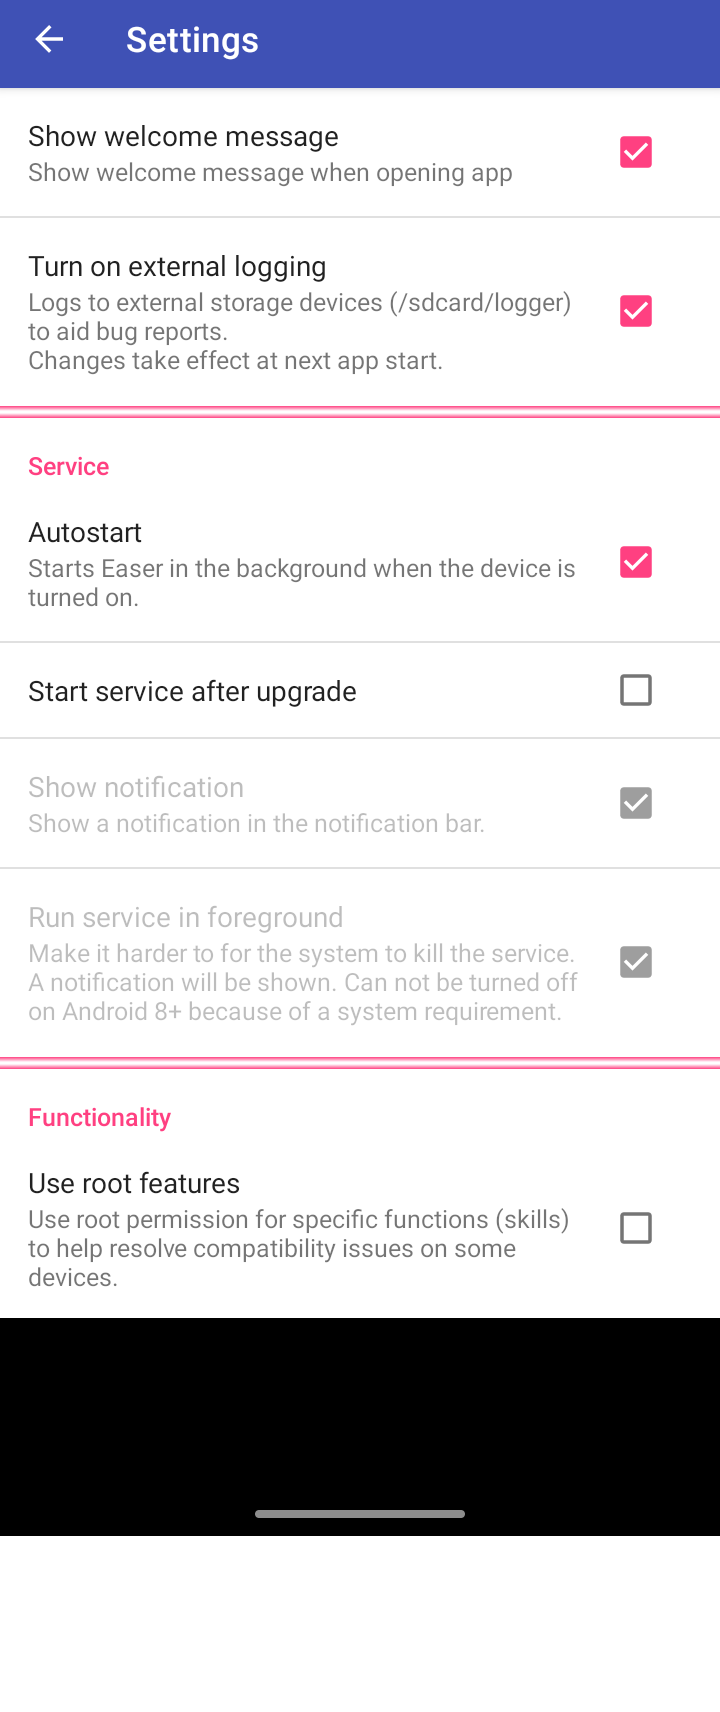 Settings
Show welcome message
Show welcome message when opening app
Turn on external logging
Logs to external storage devices (/sdcard/logger)
to aid bug reports.
Changes take effect at next app start.
Service
Autostart
Starts Easer in the background when the device is
turned on.
Start service after upgrade
Show notification
Show a notification in the notification bar.
Run service in foreground
Make it harder to for the system to kill the service.
A notification will be shown. Can not be turned off
on Android 8+ because of a system requirement.
Functionality
Use root features
Use root permission for specific functions (skills)
to help resolve compatibility issues on some
devices.